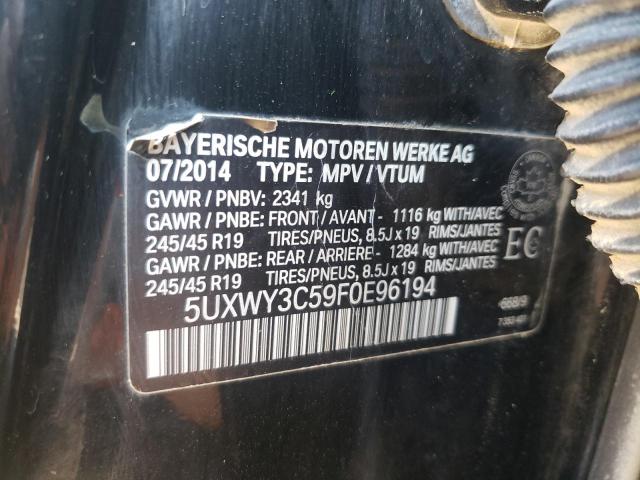 BAYERISCHE MOTOREN WERKE AG
07/2014 TYPE: MPV / VTUM
GVWR / PNBV: 2341 kg
GAWR / PNBE: FRONT / AVANT - 1116 kg WITH/AVEC
245/45 R19 TIRES/PNEUS, 8.5J x 19 RIMS/JANTES
GAWR / PNBE: REAR / ARRIERE - 1284 kg WITH/AVEC
245/45 R19 TIRES/PNEUS, 8.5J x 19 RIMS/JANTES
EC
5UXWY3C59F0E96194
668/9